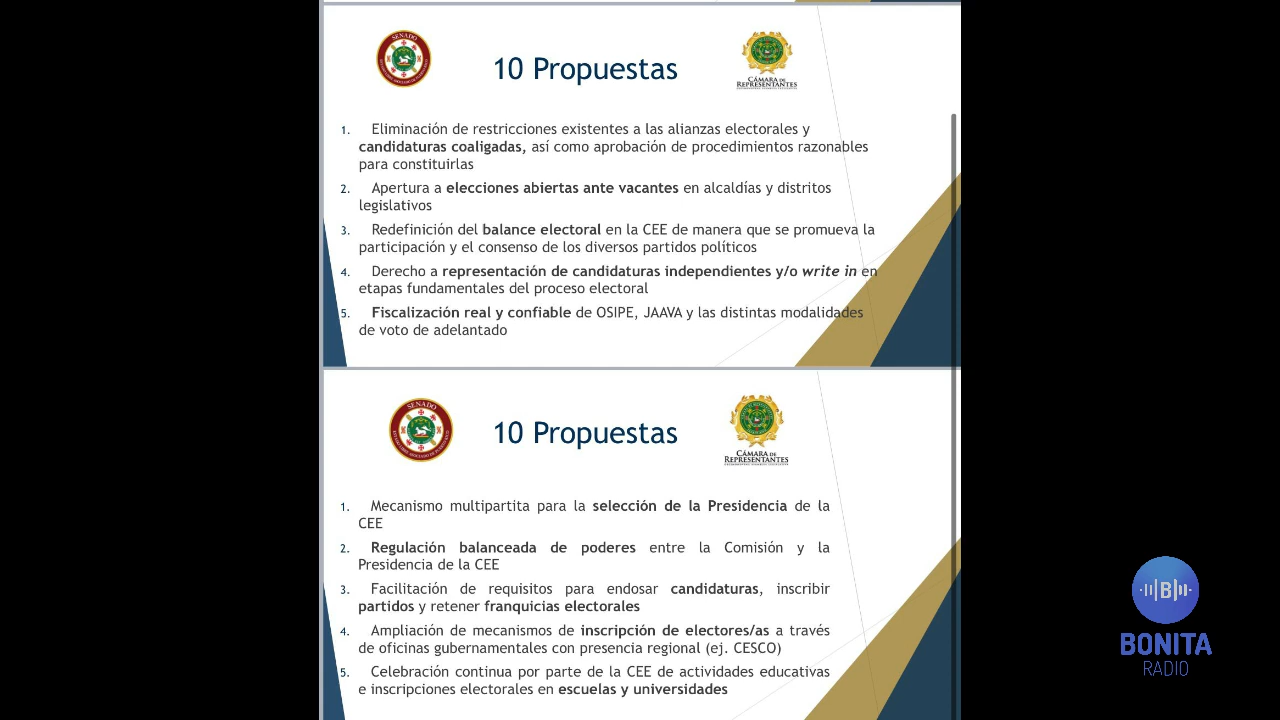 SENADO
10 Propuestas
CÁMARA DE
REPRESENTANTES
1. Eliminación de restricciones existentes a las alianzas electorales y
candidaturas coaligadas, así como aprobación de procedimientos razonables
para constituirlas
2. Apertura a elecciones abiertas ante vacantes en alcaldías y distritos
legislativos
3. Redefinición del balance electoral en la CEE de manera que se promueva la
participación y el consenso de los diversos partidos políticos
4. Derecho a representación de candidaturas independientes y/o write in en
etapas fundamentales del proceso electoral
5. Fiscalización real y confiable de OSIPE, JAAVA y las distintas modalidades
de voto de adelantado
SENADO
10 Propuestas
CÁMARA DE
REPRESENTANTES
1. Mecanismo multipartita para la selección de la Presidencia de la
CEE
2. Regulación balanceada de poderes entre la Comisión y la
Presidencia de la CEE
3. Facilitación de requisitos para endosar candidaturas, inscribir
partidos y retener franquicias electorales
4. Ampliación de mecanismos de inscripción de electores/as a través
de oficinas gubernamentales con presencia regional (ej. CESCO)
5. Celebración continua por parte de la CEE de actividades educativas
e inscripciones electorales en escuelas y universidades
B
BONITA
RADIO